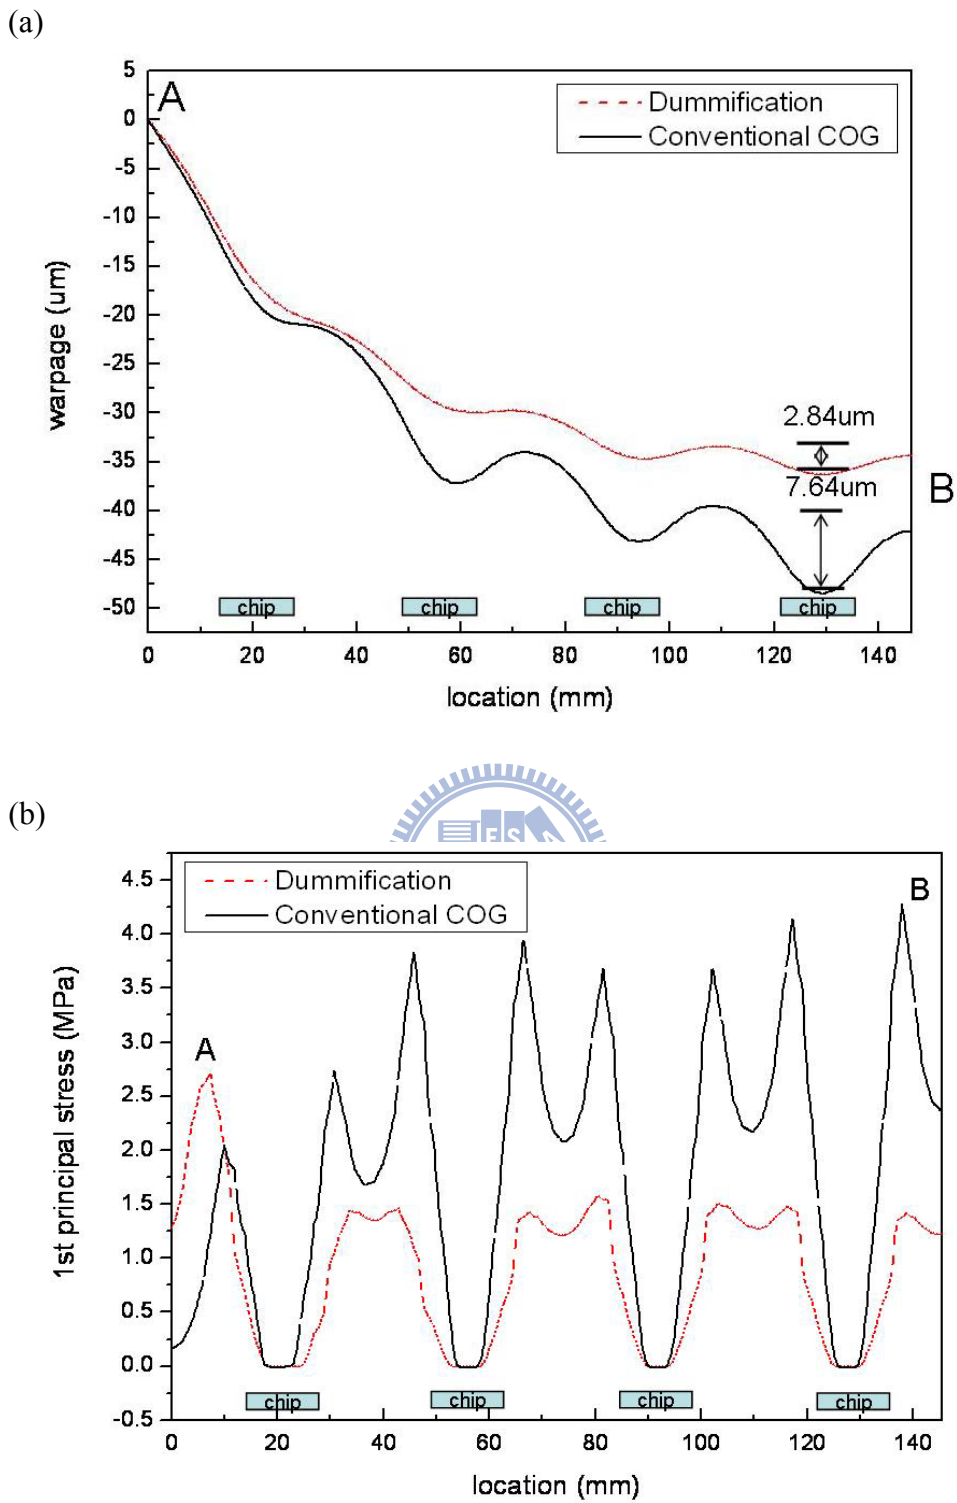 (a)
5
0
-5
-10
-15
-20
-25
-30
-35
-40
-45
-50
warpage (um)
A
Dummification
Conventional COG
2.84um
7.64um
B
chip chip chip chip
0 20 40 60 80 100 120 140
location (mm)
(b)
4.5
4.0
3.5
3.0
2.5
2.0
1.5
1.0
0.5
0.0
-0.5
1st principal stress (MPa)
Dummification
Conventional COG
A
B
chip chip chip chip
0 20 40 60 80 100 120 140
location (mm)